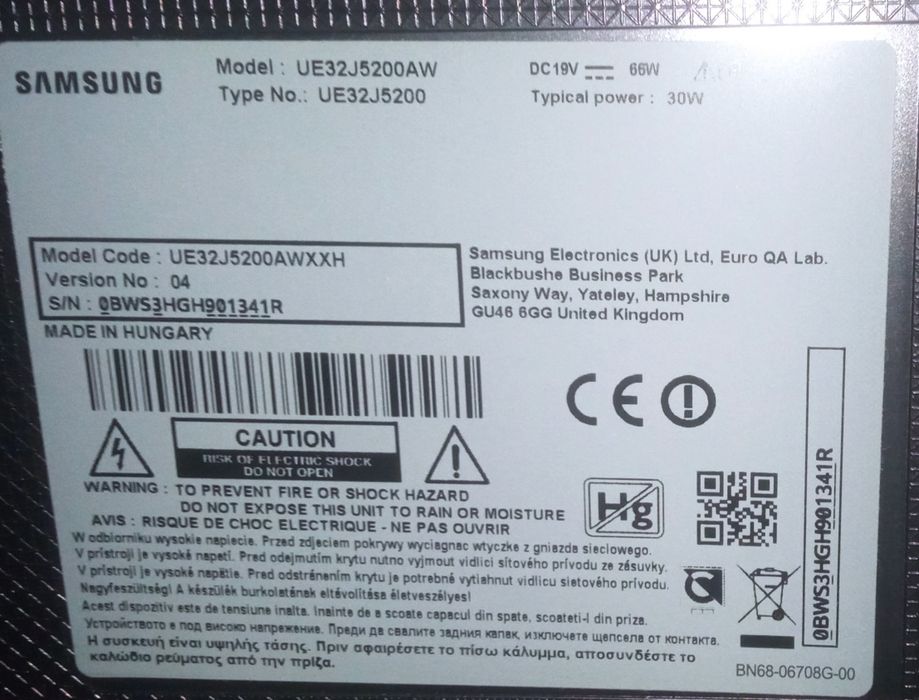 SAMSUNG
Model : UE32J5200AW
Type No.: UE32J5200
DC19V 66W
Typical power : 30W
Model Code : UE32J5200AWXXH
Version No : 04
S/N : 0BWS3HGH901341R
MADE IN HUNGARY
Samsung Electronics (UK) Ltd, Euro QA Lab.
Blackbushe Business Park
Saxony Way, Yateley, Hampshire
GU46 6GG United Kingdom
CE
CAUTION
RISK OF ELECTRIC SHOCK
DO NOT OPEN
WARNING : TO PREVENT FIRE OR SHOCK HAZARD
DO NOT EXPOSE THIS UNIT TO RAIN OR MOISTURE
AVIS : RISQUE DE CHOC ELECTRIQUE - NE PAS OUVRIR
Hg
W odbiorniku wysokie napiecie. Przed zdjeciem pokrywy wyciagnac wtyczke z gniazda sieciowego.
V pristroji je vysoké napetí. Pred odejmutím krytu nutno vyjmout vidlici sítového prívodu ze zásuvky.
V prístroji je vysoké napätie. Pred odstránením krytu je potrebné vytiahnut vidlicu sietového prívodu.
Nagyfeszültség! A készülék burkolatának eltávolítása életveszélyes!
Acest dispozitiv este de tensiune inalta. Inainte de a scoate capacul din spate, scoateti-l din priza.
Устройството е под високо напрежение. Преди да свалите задния капак, изключете щепсела от контакта.
Η συσκευή είναι υψηλής τάσης. Πριν αφαιρέσετε το πίσω κάλυμμα, αποσυνδέστε το
καλώδιο ρεύματος από την πρίζα.
0BWS3HGH901341R
BN68-06708G-00